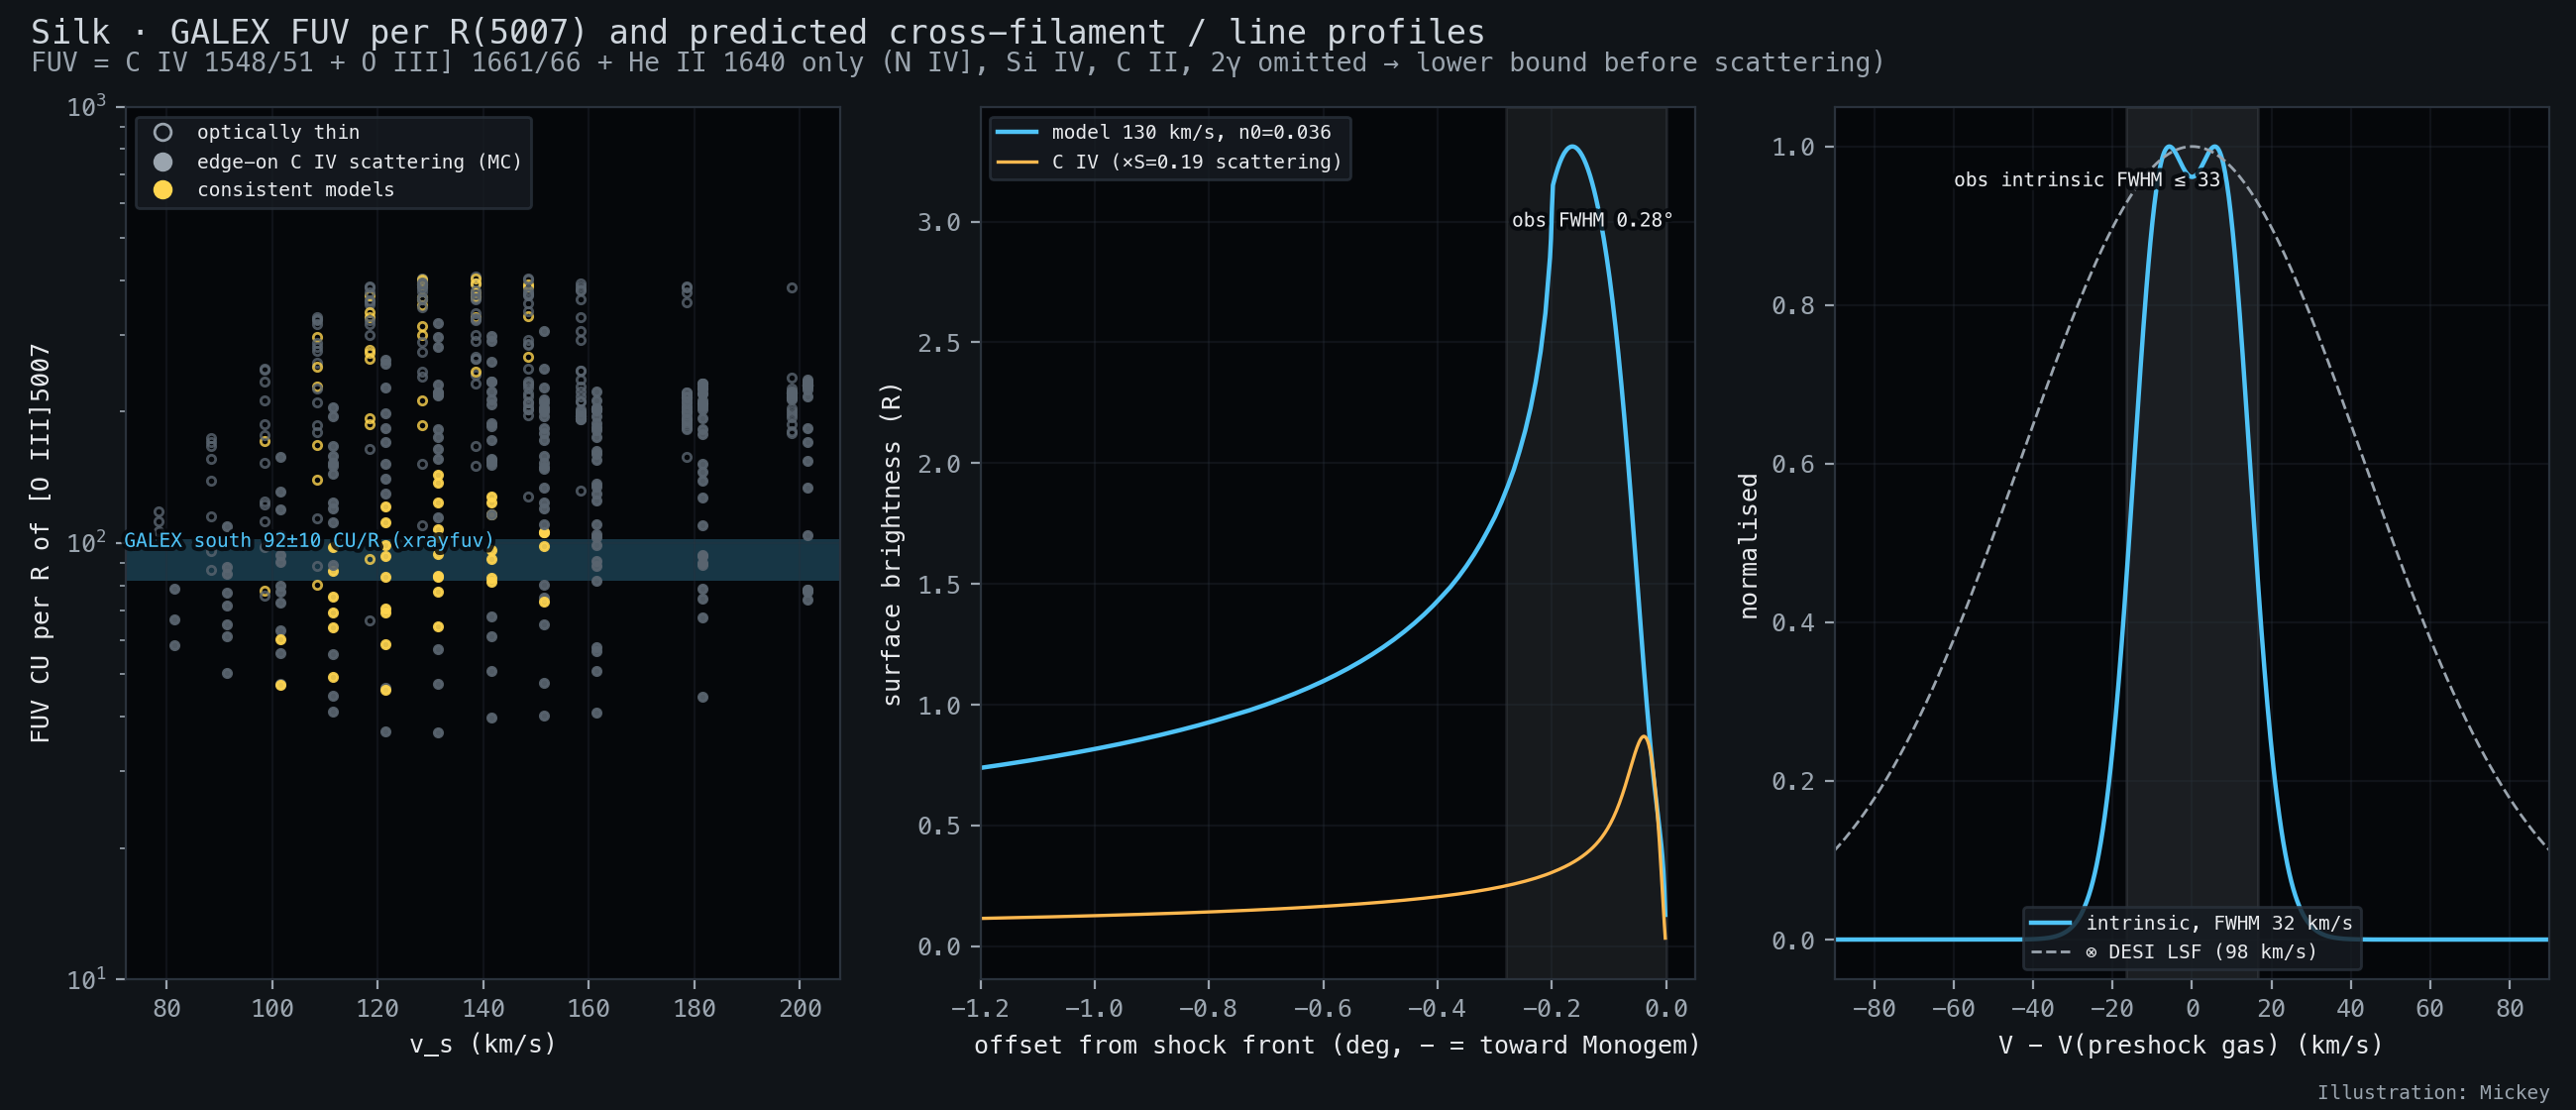 Silk · GALEX FUV per R(5007) and predicted cross−filament / line profiles
FUV = C IV 1548/51 + O III] 1661/66 + He II 1640 only (N IV], Si IV, C II, 2γ omitted → lower bound before scattering)
10³
10²
10¹
FUV CU per R of [O III]5007
optically thin
edge−on C IV scattering (MC)
consistent models
GALEX south 92±10 CU/R (xrayfuv)
80 100 120 140 160 180 200
v_s (km/s)
surface brightness (R)
3.0
2.5
2.0
1.5
1.0
0.5
0.0
model 130 km/s, n0=0.036
C IV (×S=0.19 scattering)
obs FWHM 0.28°
−1.2 −1.0 −0.8 −0.6 −0.4 −0.2 0.0
offset from shock front (deg, − = toward Monogem)
normalised
1.0
0.8
0.6
0.4
0.2
0.0
obs intrinsic FWHM ≤ 33
intrinsic, FWHM 32 km/s
⊗ DESI LSF (98 km/s)
−80 −60 −40 −20 0 20 40 60 80
V − V(preshock gas) (km/s)
Illustration: Mickey